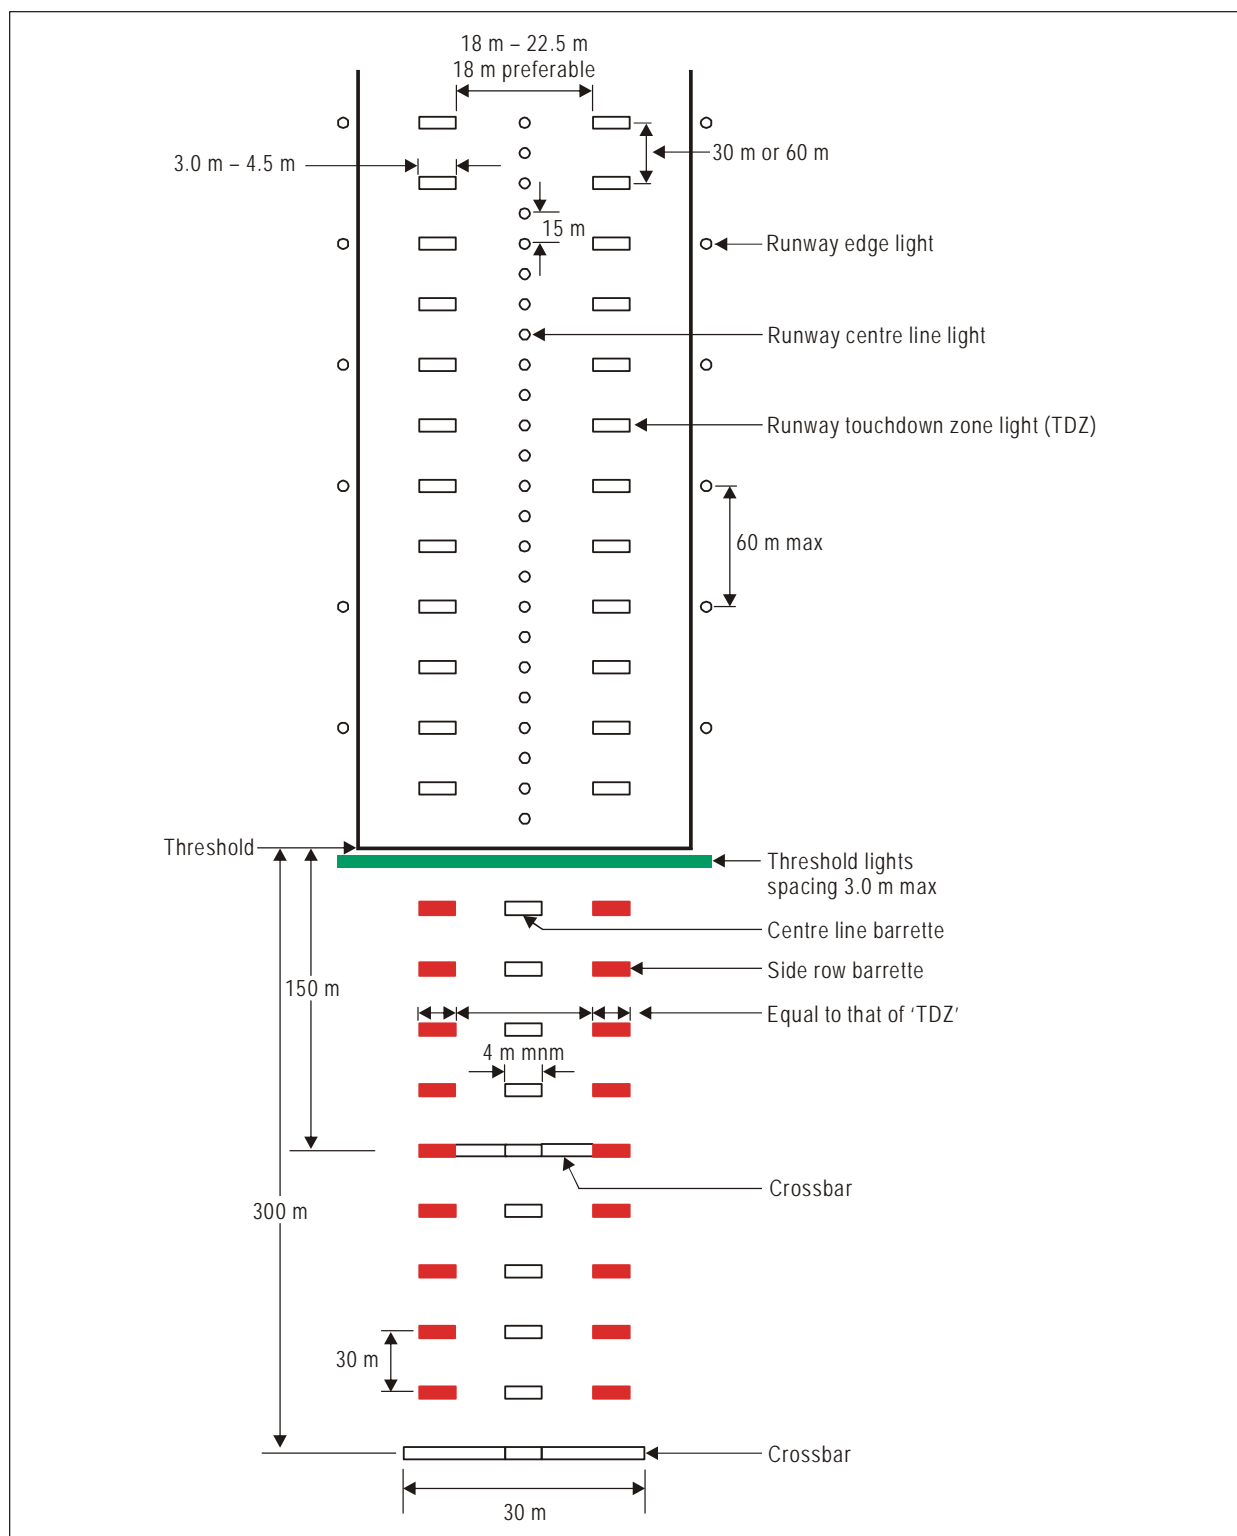 18 m – 22.5 m
18 m preferable
3.0 m – 4.5 m
30 m or 60 m
15 m
Runway edge light
Runway centre line light
Runway touchdown zone light (TDZ)
60 m max
Threshold
Threshold lights
spacing 3.0 m max
Centre line barrette
Side row barrette
150 m
Equal to that of ‘TDZ’
4 m mnm
Crossbar
300 m
30 m
Crossbar
30 m